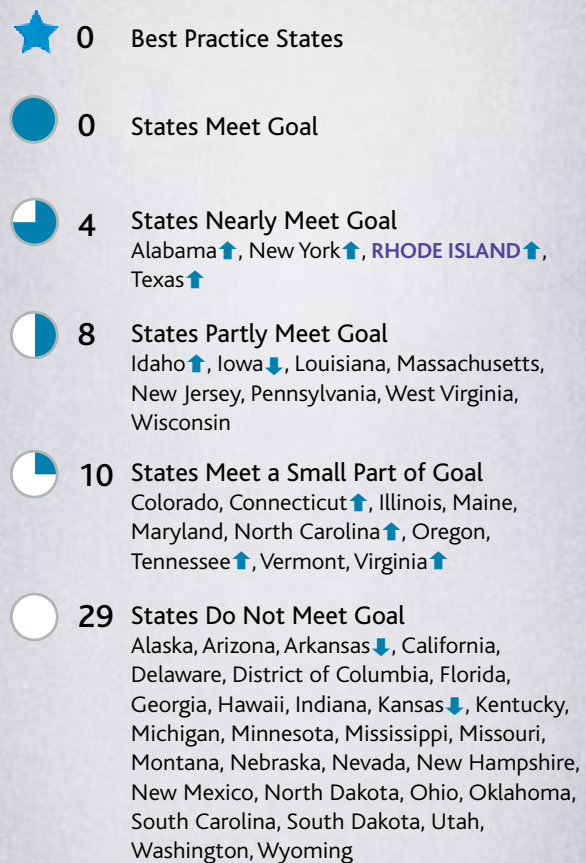 0 Best Practice States
0 States Meet Goal
4 States Nearly Meet Goal
Alabama⬆, New York⬆, RHODE ISLAND⬆,
Texas⬆
8 States Partly Meet Goal
Idaho⬆, Iowa⬇, Louisiana, Massachusetts,
New Jersey, Pennsylvania, West Virginia,
Wisconsin
10 States Meet a Small Part of Goal
Colorado, Connecticut⬆, Illinois, Maine,
Maryland, North Carolina⬆, Oregon,
Tennessee⬆, Vermont, Virginia⬆
29 States Do Not Meet Goal
Alaska, Arizona, Arkansas⬇, California,
Delaware, District of Columbia, Florida,
Georgia, Hawaii, Indiana, Kansas⬇, Kentucky,
Michigan, Minnesota, Mississippi, Missouri,
Montana, Nebraska, Nevada, New Hampshire,
New Mexico, North Dakota, Ohio, Oklahoma,
South Carolina, South Dakota, Utah,
Washington, Wyoming